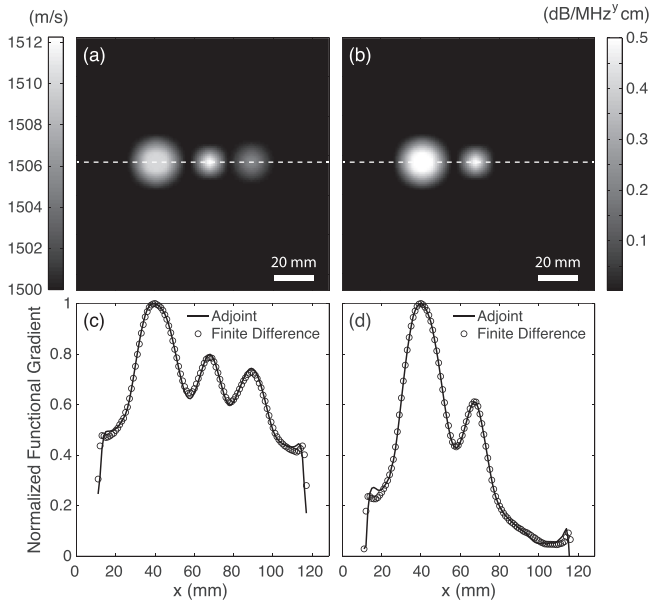 (m/s)
(dB/MHz^y cm)
1512
1510
1508
1506
1504
1502
1500
(a)
20 mm
(b)
20 mm
0.5
0.4
0.3
0.2
0.1
Normalized Functional Gradient
1
0.8
0.6
0.4
0.2
0
(c)
Adjoint
Finite Difference
0 20 40 60 80 100 120
x (mm)
(d)
Adjoint
Finite Difference
0 20 40 60 80 100 120
x (mm)